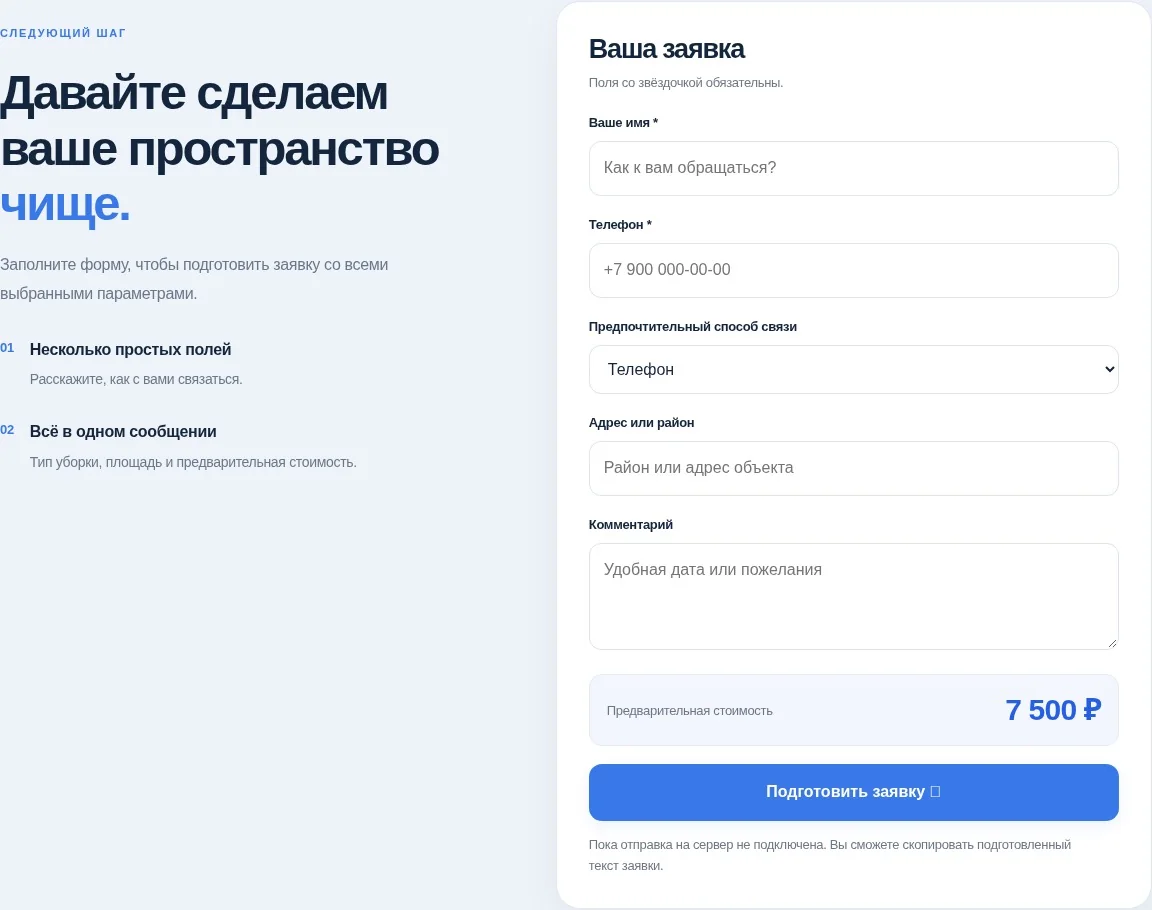 СЛЕДУЮЩИЙ ШАГ
Давайте сделаем
ваше пространство
чище.
Заполните форму, чтобы подготовить заявку со всеми
выбранными параметрами.
01 Несколько простых полей
Расскажите, как с вами связаться.
02 Всё в одном сообщении
Тип уборки, площадь и предварительная стоимость.
Ваша заявка
Поля со звёздочкой обязательны.
Ваше имя *
Как к вам обращаться?
Телефон *
+7 900 000-00-00
Предпочтительный способ связи
Телефон
Адрес или район
Район или адрес объекта
Комментарий
Удобная дата или пожелания
Предварительная стоимость 7 500 ₽
Подготовить заявку
Пока отправка на сервер не подключена. Вы сможете скопировать подготовленный
текст заявки.